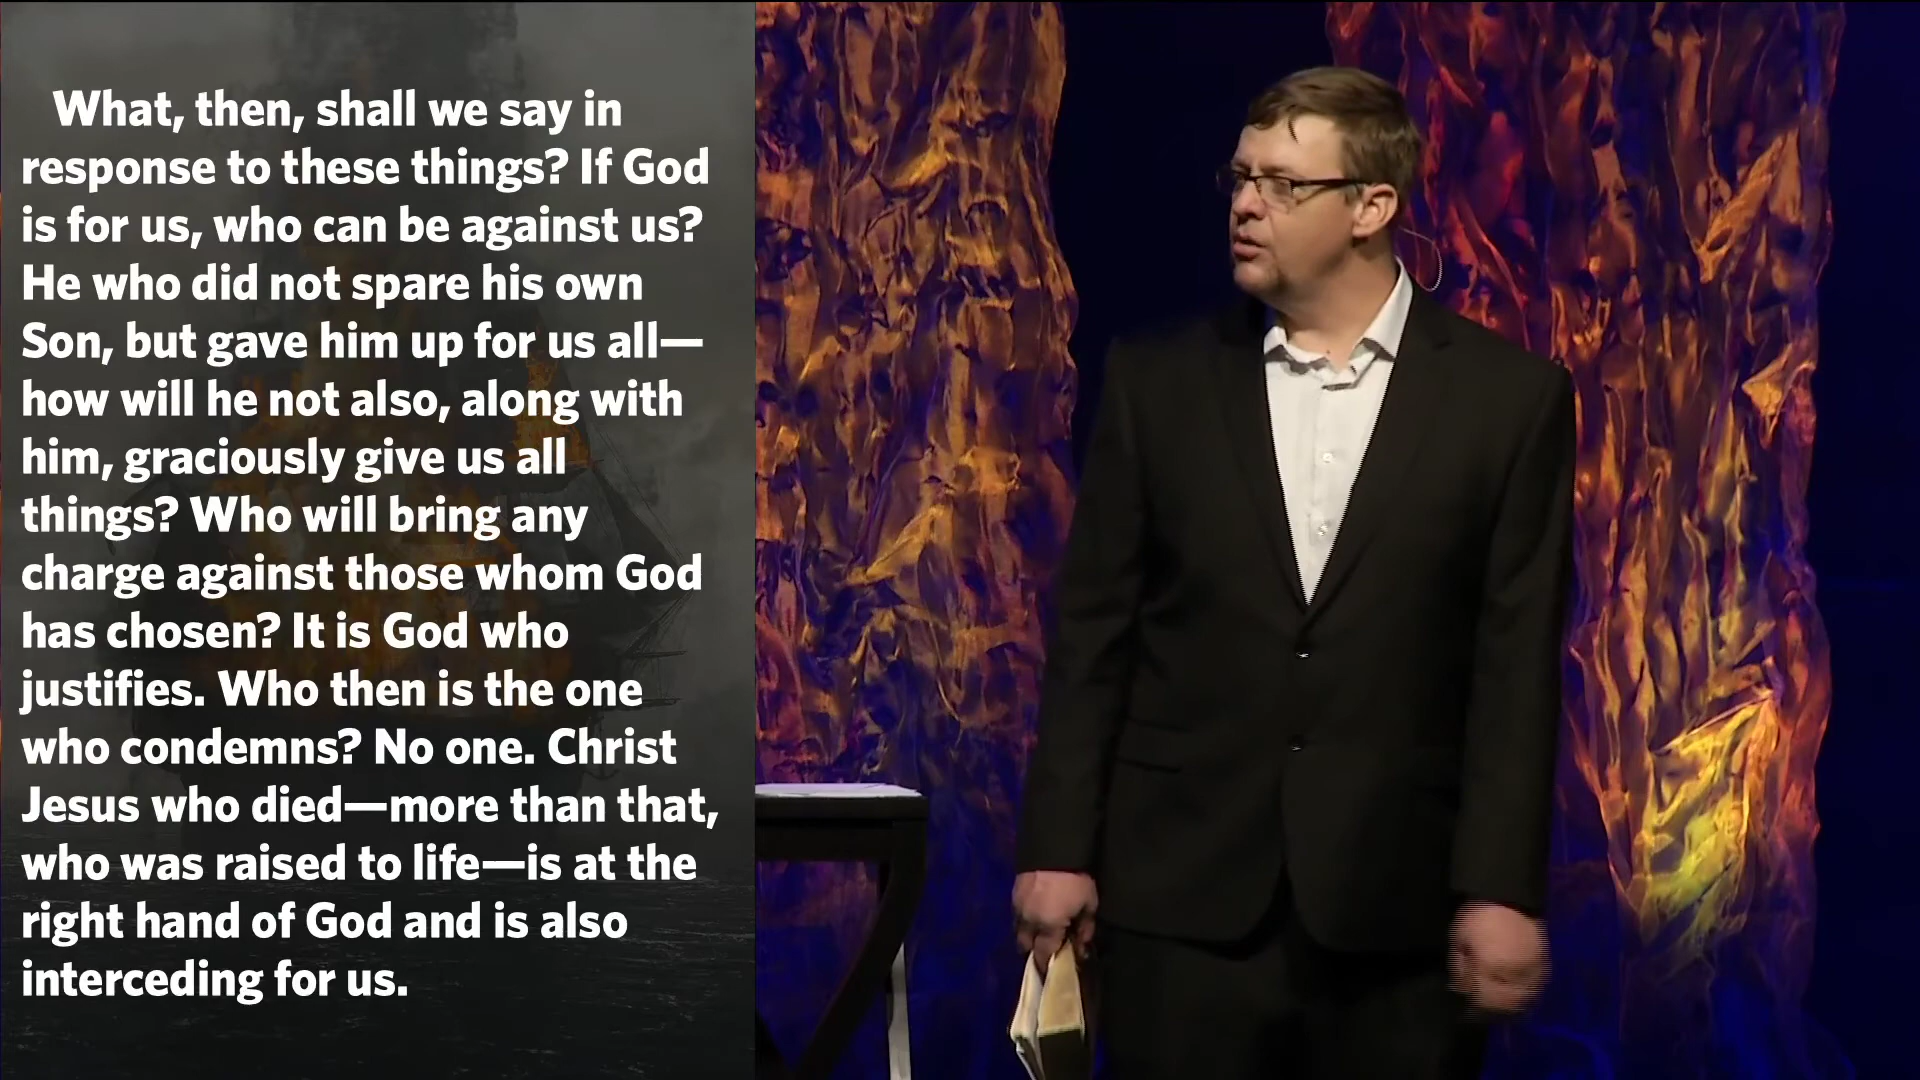 What, then, shall we say in
response to these things? If God
is for us, who can be against us?
He who did not spare his own
Son, but gave him up for us all—
how will he not also, along with
him, graciously give us all
things? Who will bring any
charge against those whom God
has chosen? It is God who
justifies. Who then is the one
who condemns? No one. Christ
Jesus who died—more than that,
who was raised to life—is at the
right hand of God and is also
interceding for us.